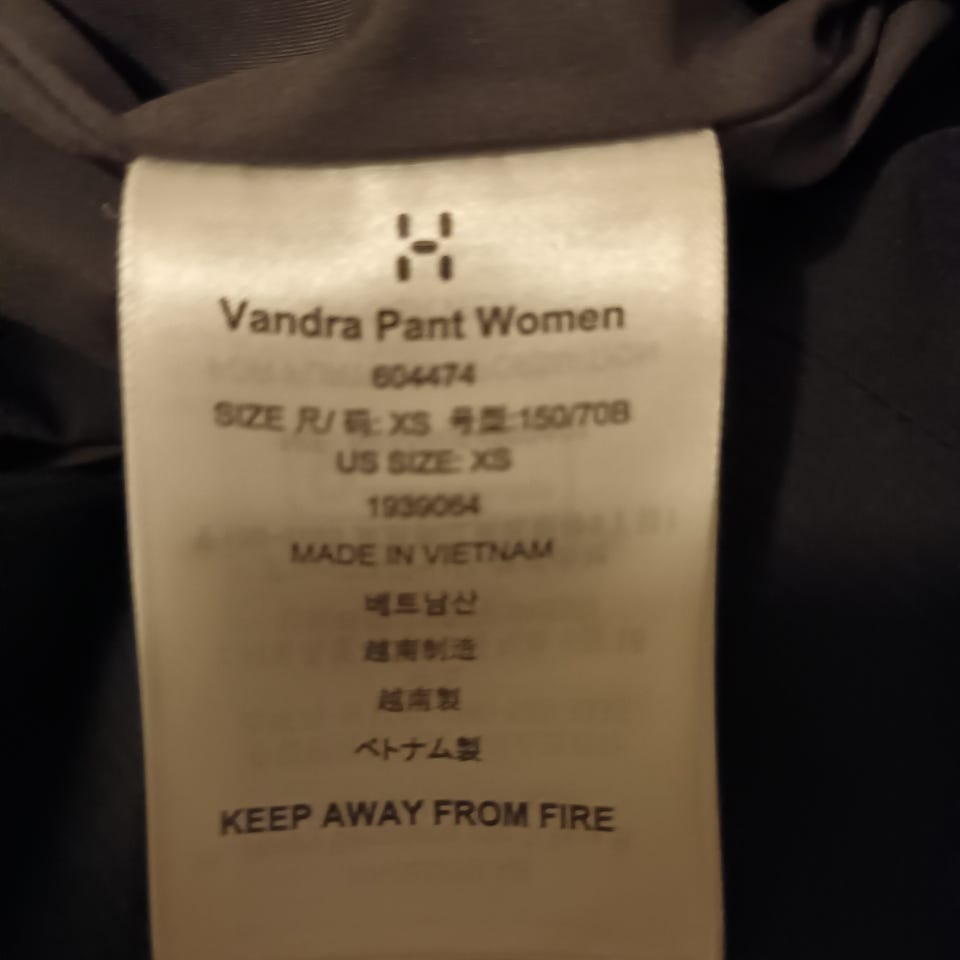 Vandra Pant Women
604474
SIZE 尺/ 码: XS 号型:150/70B
US SIZE: XS
1939064
MADE IN VIETNAM
베트남산
越南制造
越南製
ベトナム製
KEEP AWAY FROM FIRE